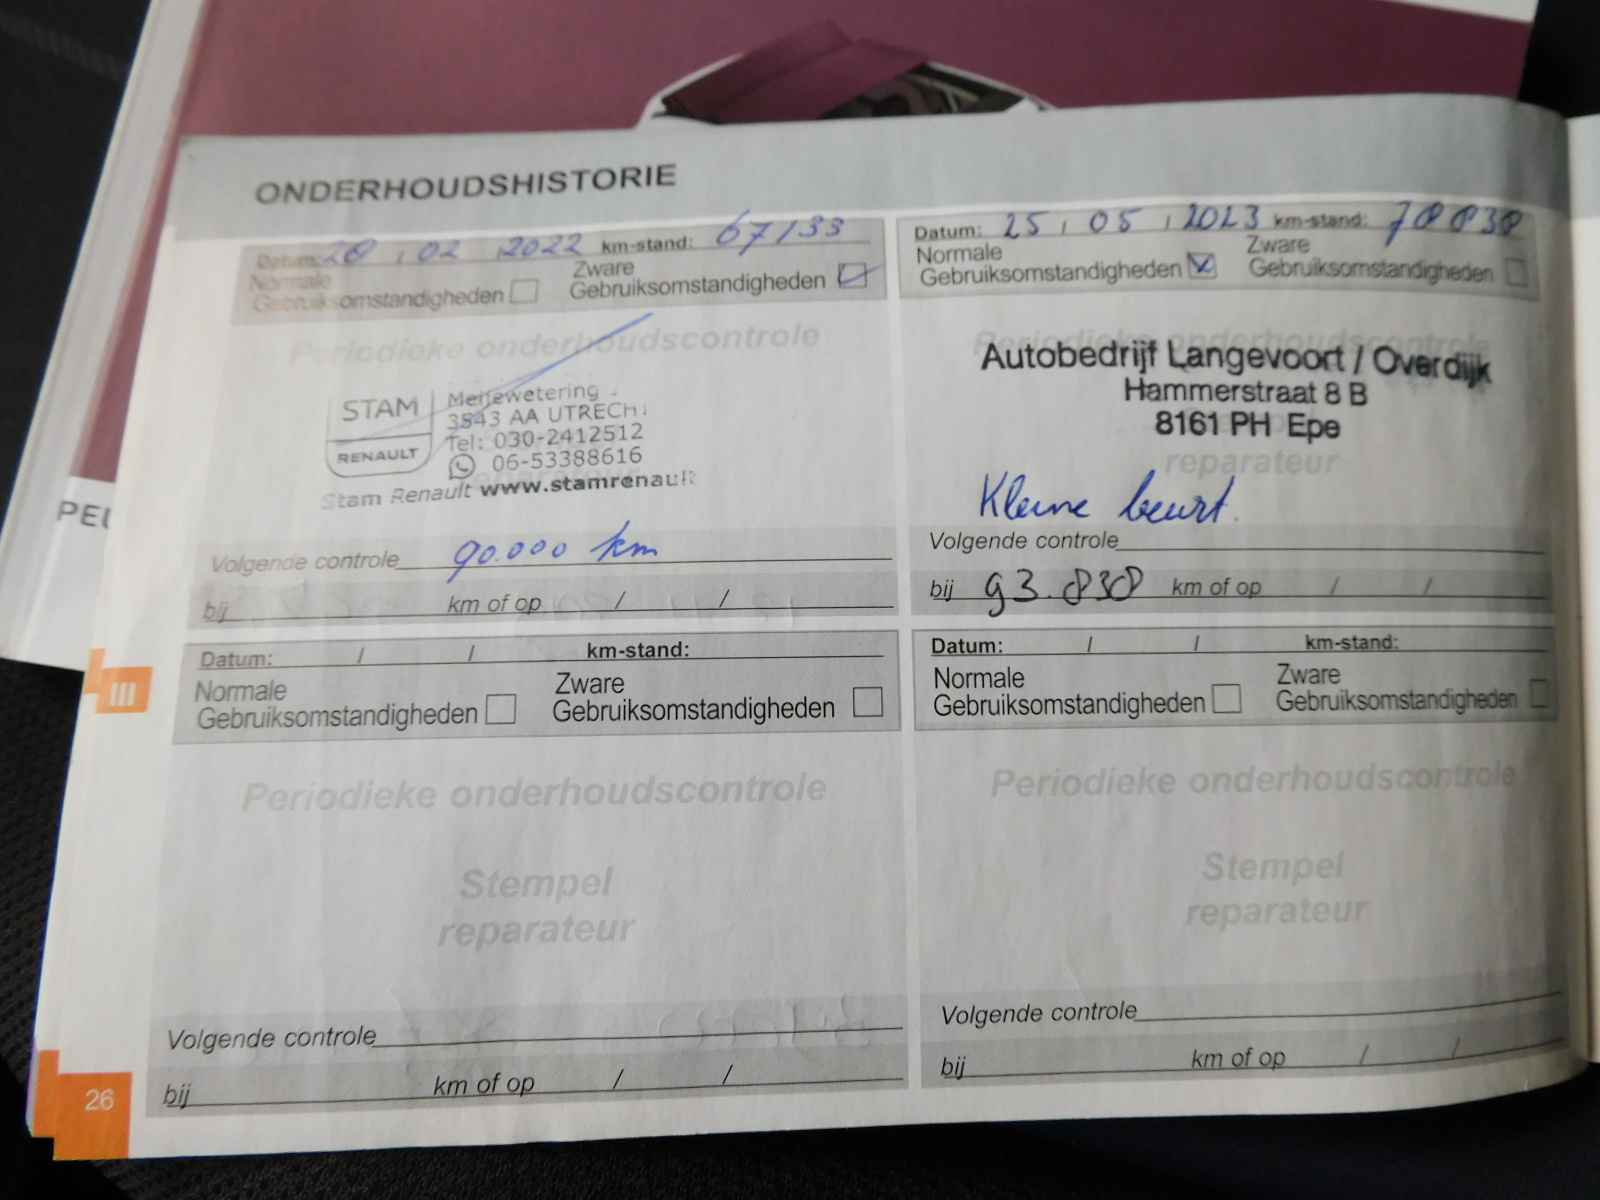 ONDERHOUDSHISTORIE
Datum: 28 / 02 / 2022 km-stand: 67133
Normale
Gebruiksomstandigheden
Zware
Gebruiksomstandigheden
Periodieke onderhoudscontrole
STAM
RENAULT
Meijewetering
3543 AA UTRECHT
Tel: 030-2412512
06-53388616
Stam Renault www.stamrenault
Volgende controle 90.000 km
bij km of op / /
Datum: 25 / 05 / 2023 km-stand: 78838
Normale
Gebruiksomstandigheden
Zware
Gebruiksomstandigheden
Periodieke onderhoudscontrole
Autobedrijf Langevoort / Overdijk
Hammerstraat 8 B
8161 PH Epe
reparateur
Kleine beurt.
Volgende controle
bij 93.838 km of op / /
Datum: / / km-stand:
Normale
Gebruiksomstandigheden
Zware
Gebruiksomstandigheden
Periodieke onderhoudscontrole
Stempel
reparateur
Volgende controle
bij km of op / /
Datum: / / km-stand:
Normale
Gebruiksomstandigheden
Zware
Gebruiksomstandigheden
Periodieke onderhoudscontrole
Stempel
reparateur
Volgende controle
bij km of op / /
III
26
PEU